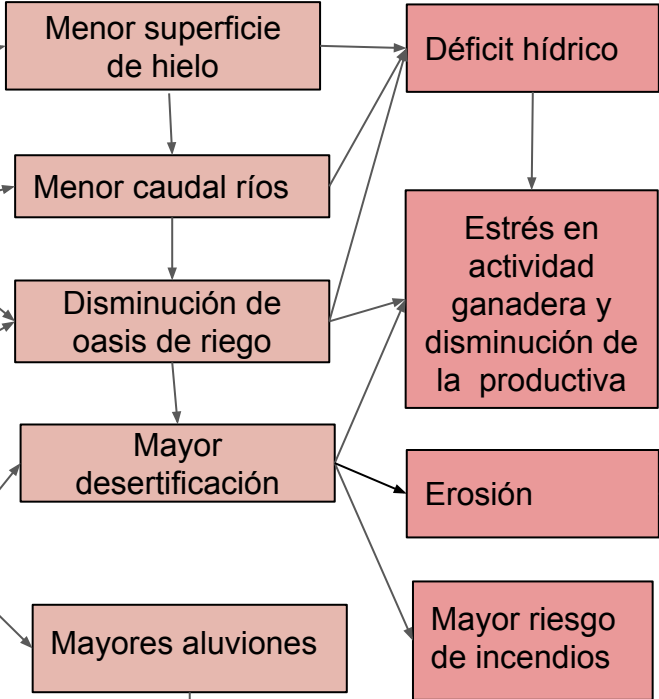 Menor superficie
de hielo
Déficit hídrico
Menor caudal ríos
Estrés en
actividad
ganadera y
disminución de
la productiva
Disminución de
oasis de riego
Mayor
desertificación
Erosión
Mayores aluviones
Mayor riesgo
de incendios